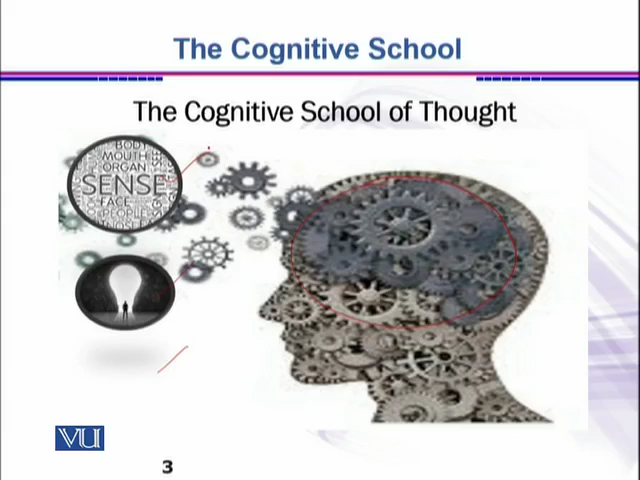 The Cognitive School
The Cognitive School of Thought
BODY
MOUTH
ORGAN
SENSE
FACE
PEOPLE
VU
3